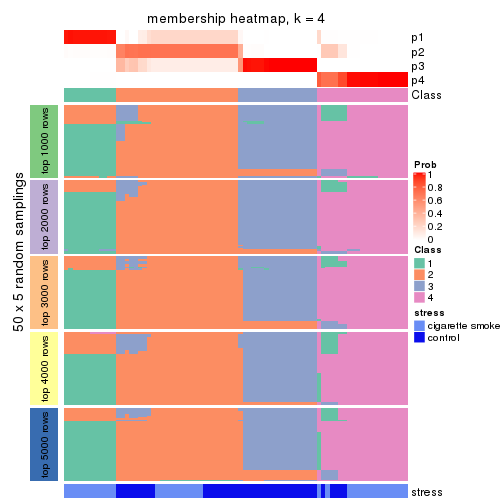 membership heatmap, k = 4
p1
p2
p3
p4
Class
50 x 5 random samplings
top 1000 rows
top 2000 rows
top 3000 rows
top 4000 rows
top 5000 rows
stress
Prob
1
0.8
0.6
0.4
0.2
0
Class
1
2
3
4
stress
cigarette smoke
control